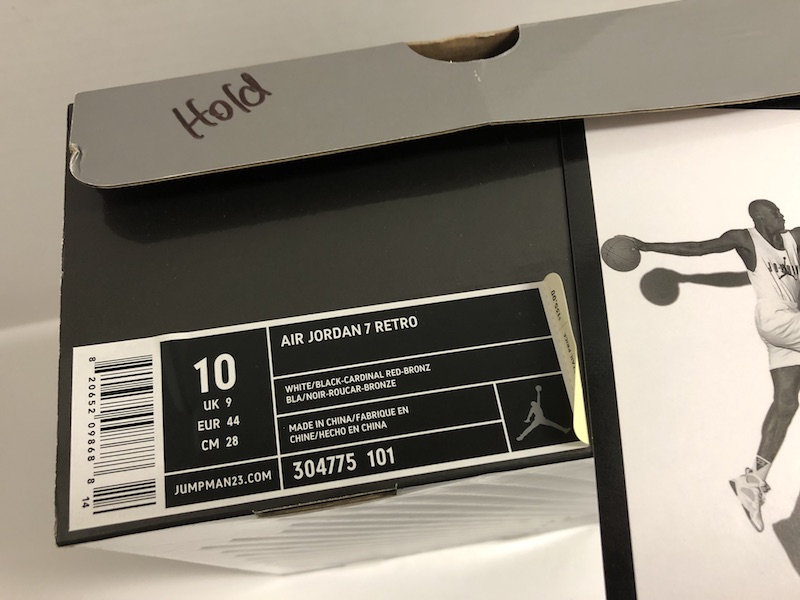 Hold
AIR JORDAN 7 RETRO
10
UK 9
EUR 44
CM 28
WHITE/BLACK-CARDINAL RED-BRONZ
BLA/NOIR-ROUCAR-BRONZE
MADE IN CHINA/FABRIQUE EN
CHINE/HECHO EN CHINA
JUMPMAN23.COM
304775 101
8 20652 09868 8 14